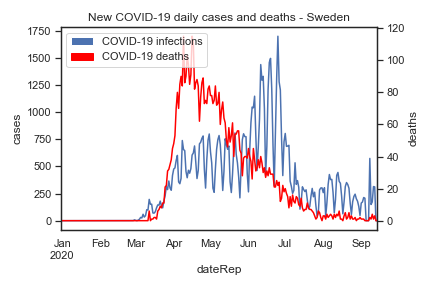 New COVID-19 daily cases and deaths - Sweden
COVID-19 infections
COVID-19 deaths
1750
1500
1250
1000
750
500
250
0
cases
120
100
80
60
40
20
0
deaths
Jan Feb Mar Apr May Jun Jul Aug Sep
2020
dateRep